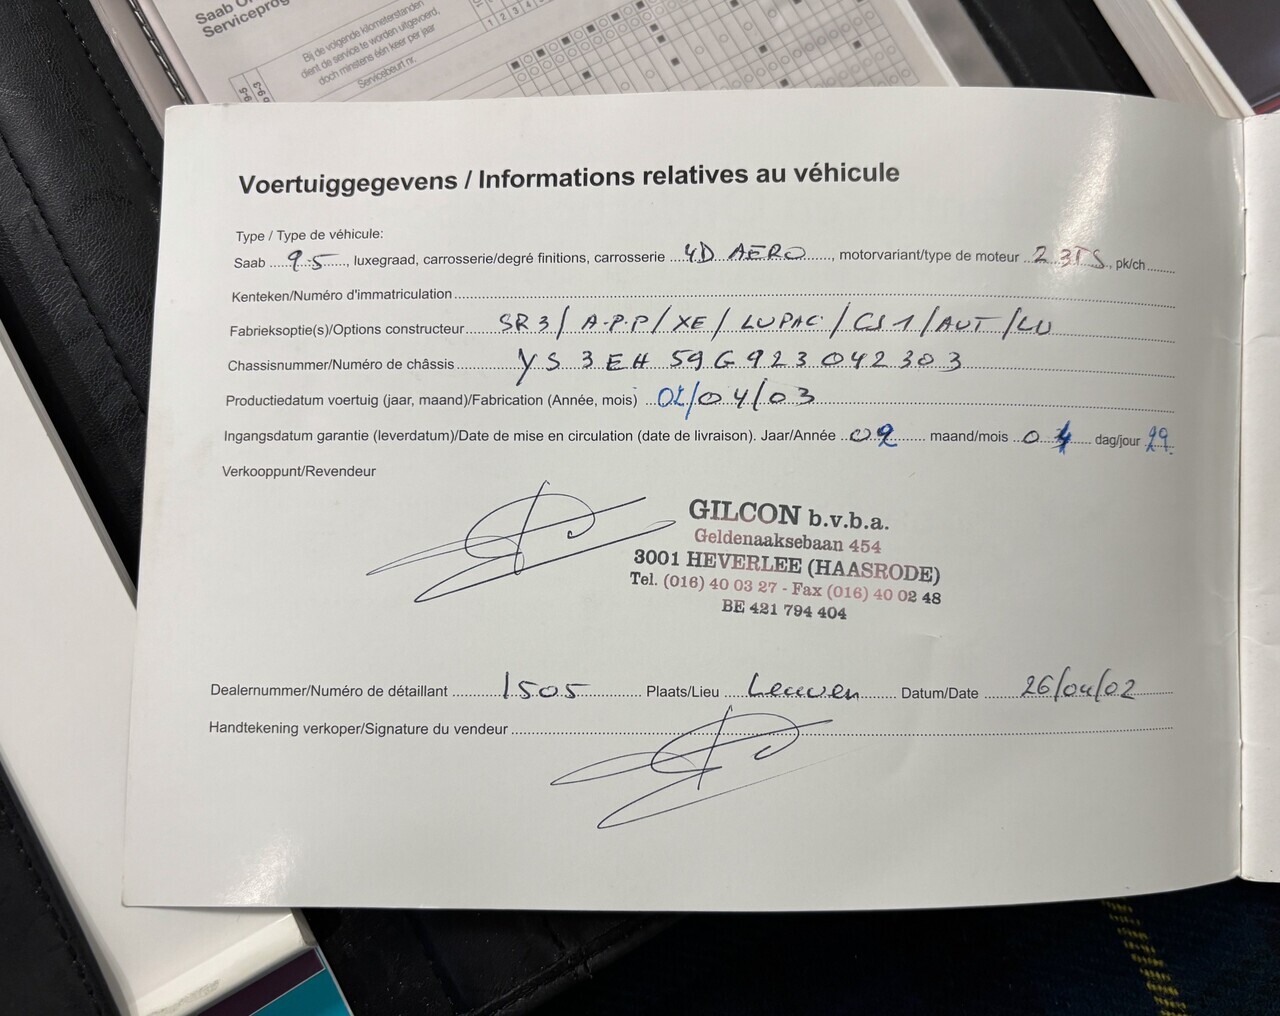 Saab O
Serviceprog
Bij de volgende kilometerstanden
dient de service te worden uitgevoerd,
doch minstens één keer per jaar
Servicebeurt nr.
1 2 3 4
Voertuiggegevens / Informations relatives au véhicule
Type / Type de véhicule:
Saab 9-5, luxegraad, carrosserie/degré finitions, carrosserie 4D AERO, motorvariant/type de moteur 2.3TS, pk/ch
Kenteken/Numéro d'immatriculation
Fabrieksoptie(s)/Options constructeur SR3/ A.P.P/ XE/ LUPAC/ CS1/ AUT/ LU
Chassisnummer/Numéro de châssis YS3EH59G923042303
Productiedatum voertuig (jaar, maand)/Fabrication (Année, mois) 02/04/03
Ingangsdatum garantie (leverdatum)/Date de mise en circulation (date de livraison). Jaar/Année 02 maand/mois 04 dag/jour 29.
Verkooppunt/Revendeur
GILCON b.v.b.a.
Geldenaaksebaan 454
3001 HEVERLEE (HAASRODE)
Tel. (016) 40 03 27 - Fax (016) 40 02 48
BE 421 794 404
Dealernummer/Numéro de détaillant 1505 Plaats/Lieu Leuven Datum/Date 26/04/02
Handtekening verkoper/Signature du vendeur